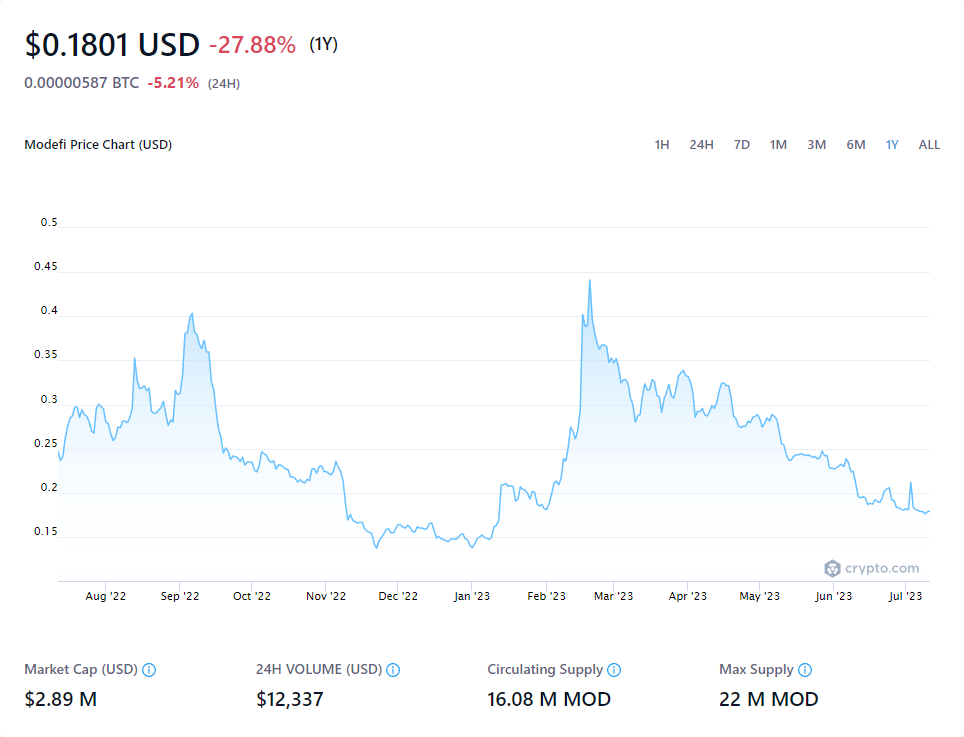 $0.1801 USD -27.88% (1Y)
0.00000587 BTC -5.21% (24H)
Modefi Price Chart (USD) 1H 24H 7D 1M 3M 6M 1Y ALL
0.5
0.45
0.4
0.35
0.3
0.25
0.2
0.15
crypto.com
Aug '22 Sep '22 Oct '22 Nov '22 Dec '22 Jan '23 Feb '23 Mar '23 Apr '23 May '23 Jun '23 Jul '23
Market Cap (USD) 24H VOLUME (USD) Circulating Supply Max Supply
$2.89 M $12,337 16.08 M MOD 22 M MOD